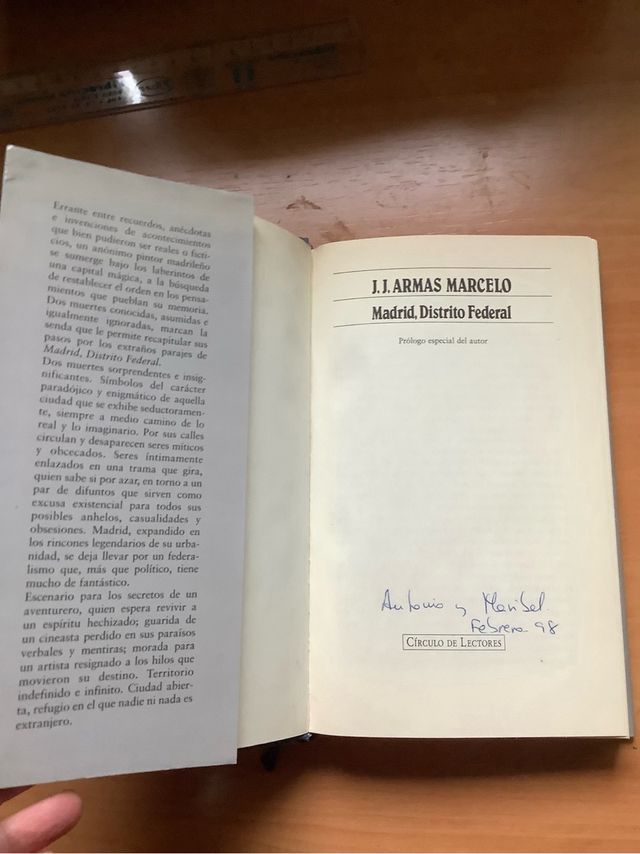 Errante entre recuerdos, anécdotas
e invenciones de acontecimientos
que bien pudieron ser reales o ficti-
cios, un anónimo pintor madrileño
se sumerge bajo los laberintos de
una capital mágica, a la búsqueda
de restablecer el orden en los pensa-
mientos que pueblan su memoria.
Dos muertes conocidas, asumidas e
igualmente ignoradas, marcan la
senda que le permite recapitular sus
pasos por los extraños parajes de
Madrid, Distrito Federal.
Dos muertes sorprendentes e insig-
nificantes. Símbolos del carácter
paradójico y enigmático de aquella
ciudad que se exhibe seductoramen-
te, siempre a medio camino de lo
real y lo imaginario. Por sus calles
circulan y desaparecen seres míticos
y obcecados. Seres íntimamente
enlazados en una trama que gira,
quien sabe si por azar, en torno a un
par de difuntos que sirven como
excusa existencial para todos sus
posibles anhelos, casualidades y
obsesiones. Madrid, expandido en
los rincones legendarios de su urba-
nidad, se deja llevar por un federa-
lismo que, más que político, tiene
mucho de fantástico.
Escenario para los secretos de un
aventurero, quien espera revivir a
un espíritu hechizado; guarida de
un cineasta perdido en sus paraísos
verbales y mentiras; morada para
un artista resignado a los hilos que
movieron su destino. Territorio
indefinido e infinito. Ciudad abier-
ta, refugio en el que nadie ni nada es
extranjero.
J. J. ARMAS MARCELO
Madrid, Distrito Federal
Prólogo especial del autor
Antonio y Maribel.
Febrero 98
CÍRCULO DE LECTORES